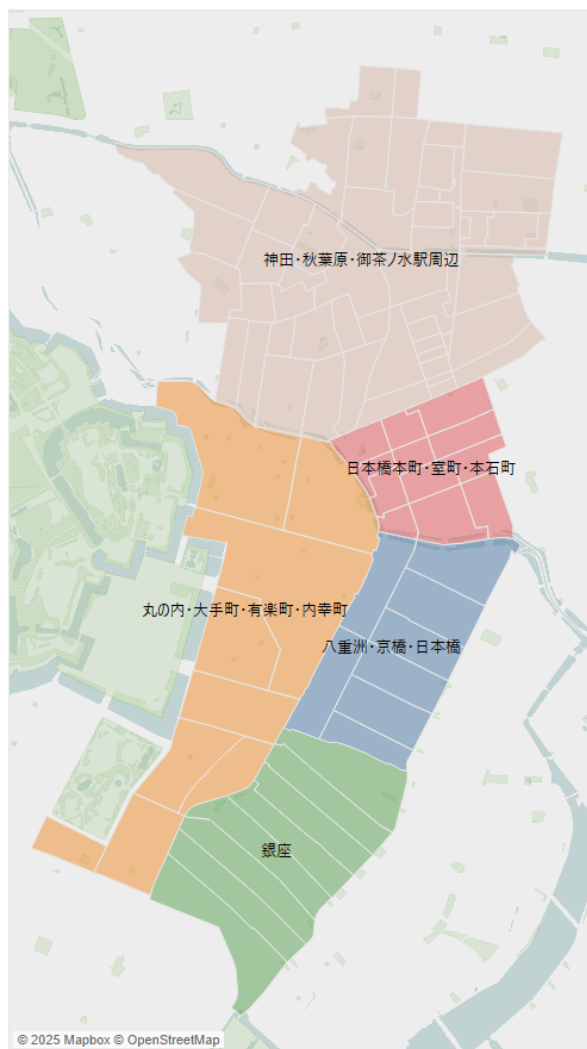 神田・秋葉原・御茶ノ水駅周辺
日本橋本町・室町・本石町
丸の内・大手町・有楽町・内幸町
八重洲・京橋・日本橋
銀座
© 2025 Mapbox © OpenStreetMap